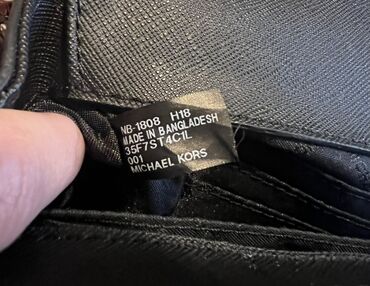 NB-1808 H18
MADE IN BANGLADESH
35F7ST4C1L
001
MICHAEL KORS